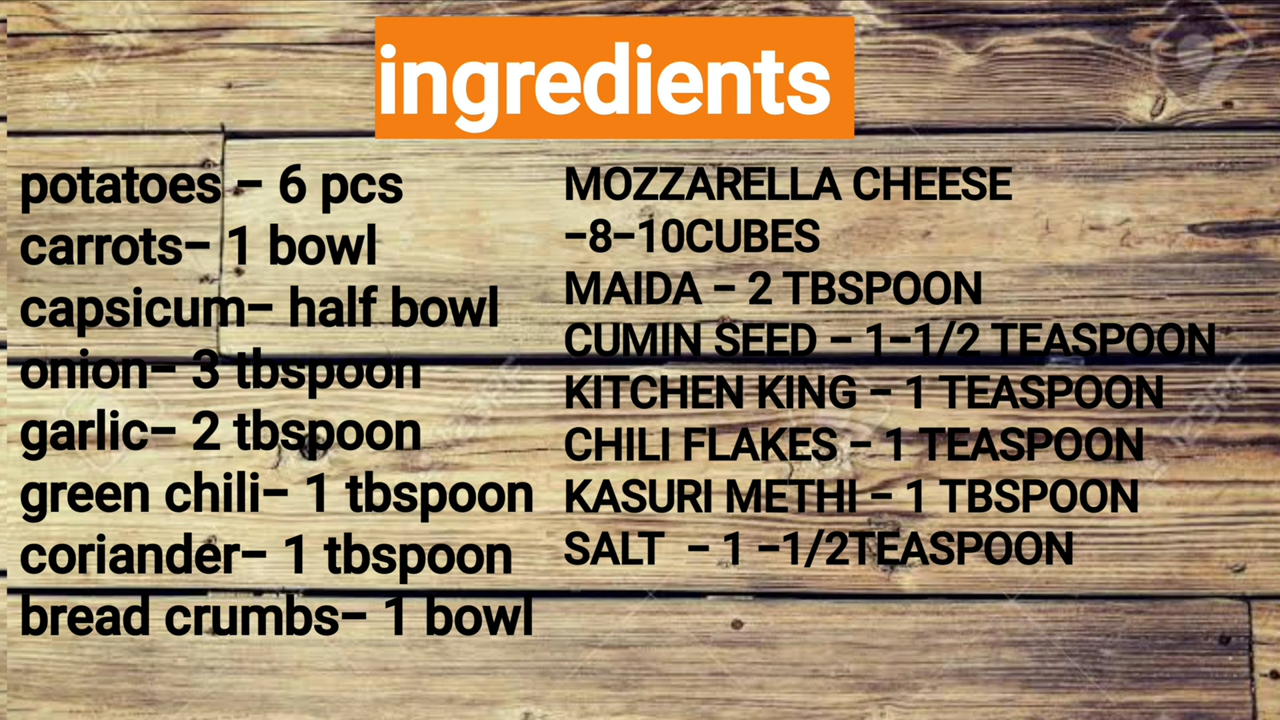 ingredients
potatoes – 6 pcs
carrots– 1 bowl
capsicum– half bowl
onion– 3 tbspoon
garlic– 2 tbspoon
green chili– 1 tbspoon
coriander– 1 tbspoon
bread crumbs– 1 bowl
MOZZARELLA CHEESE
–8–10CUBES
MAIDA – 2 TBSPOON
CUMIN SEED – 1–1/2 TEASPOON
KITCHEN KING – 1 TEASPOON
CHILI FLAKES – 1 TEASPOON
KASURI METHI – 1 TBSPOON
SALT – 1 –1/2TEASPOON